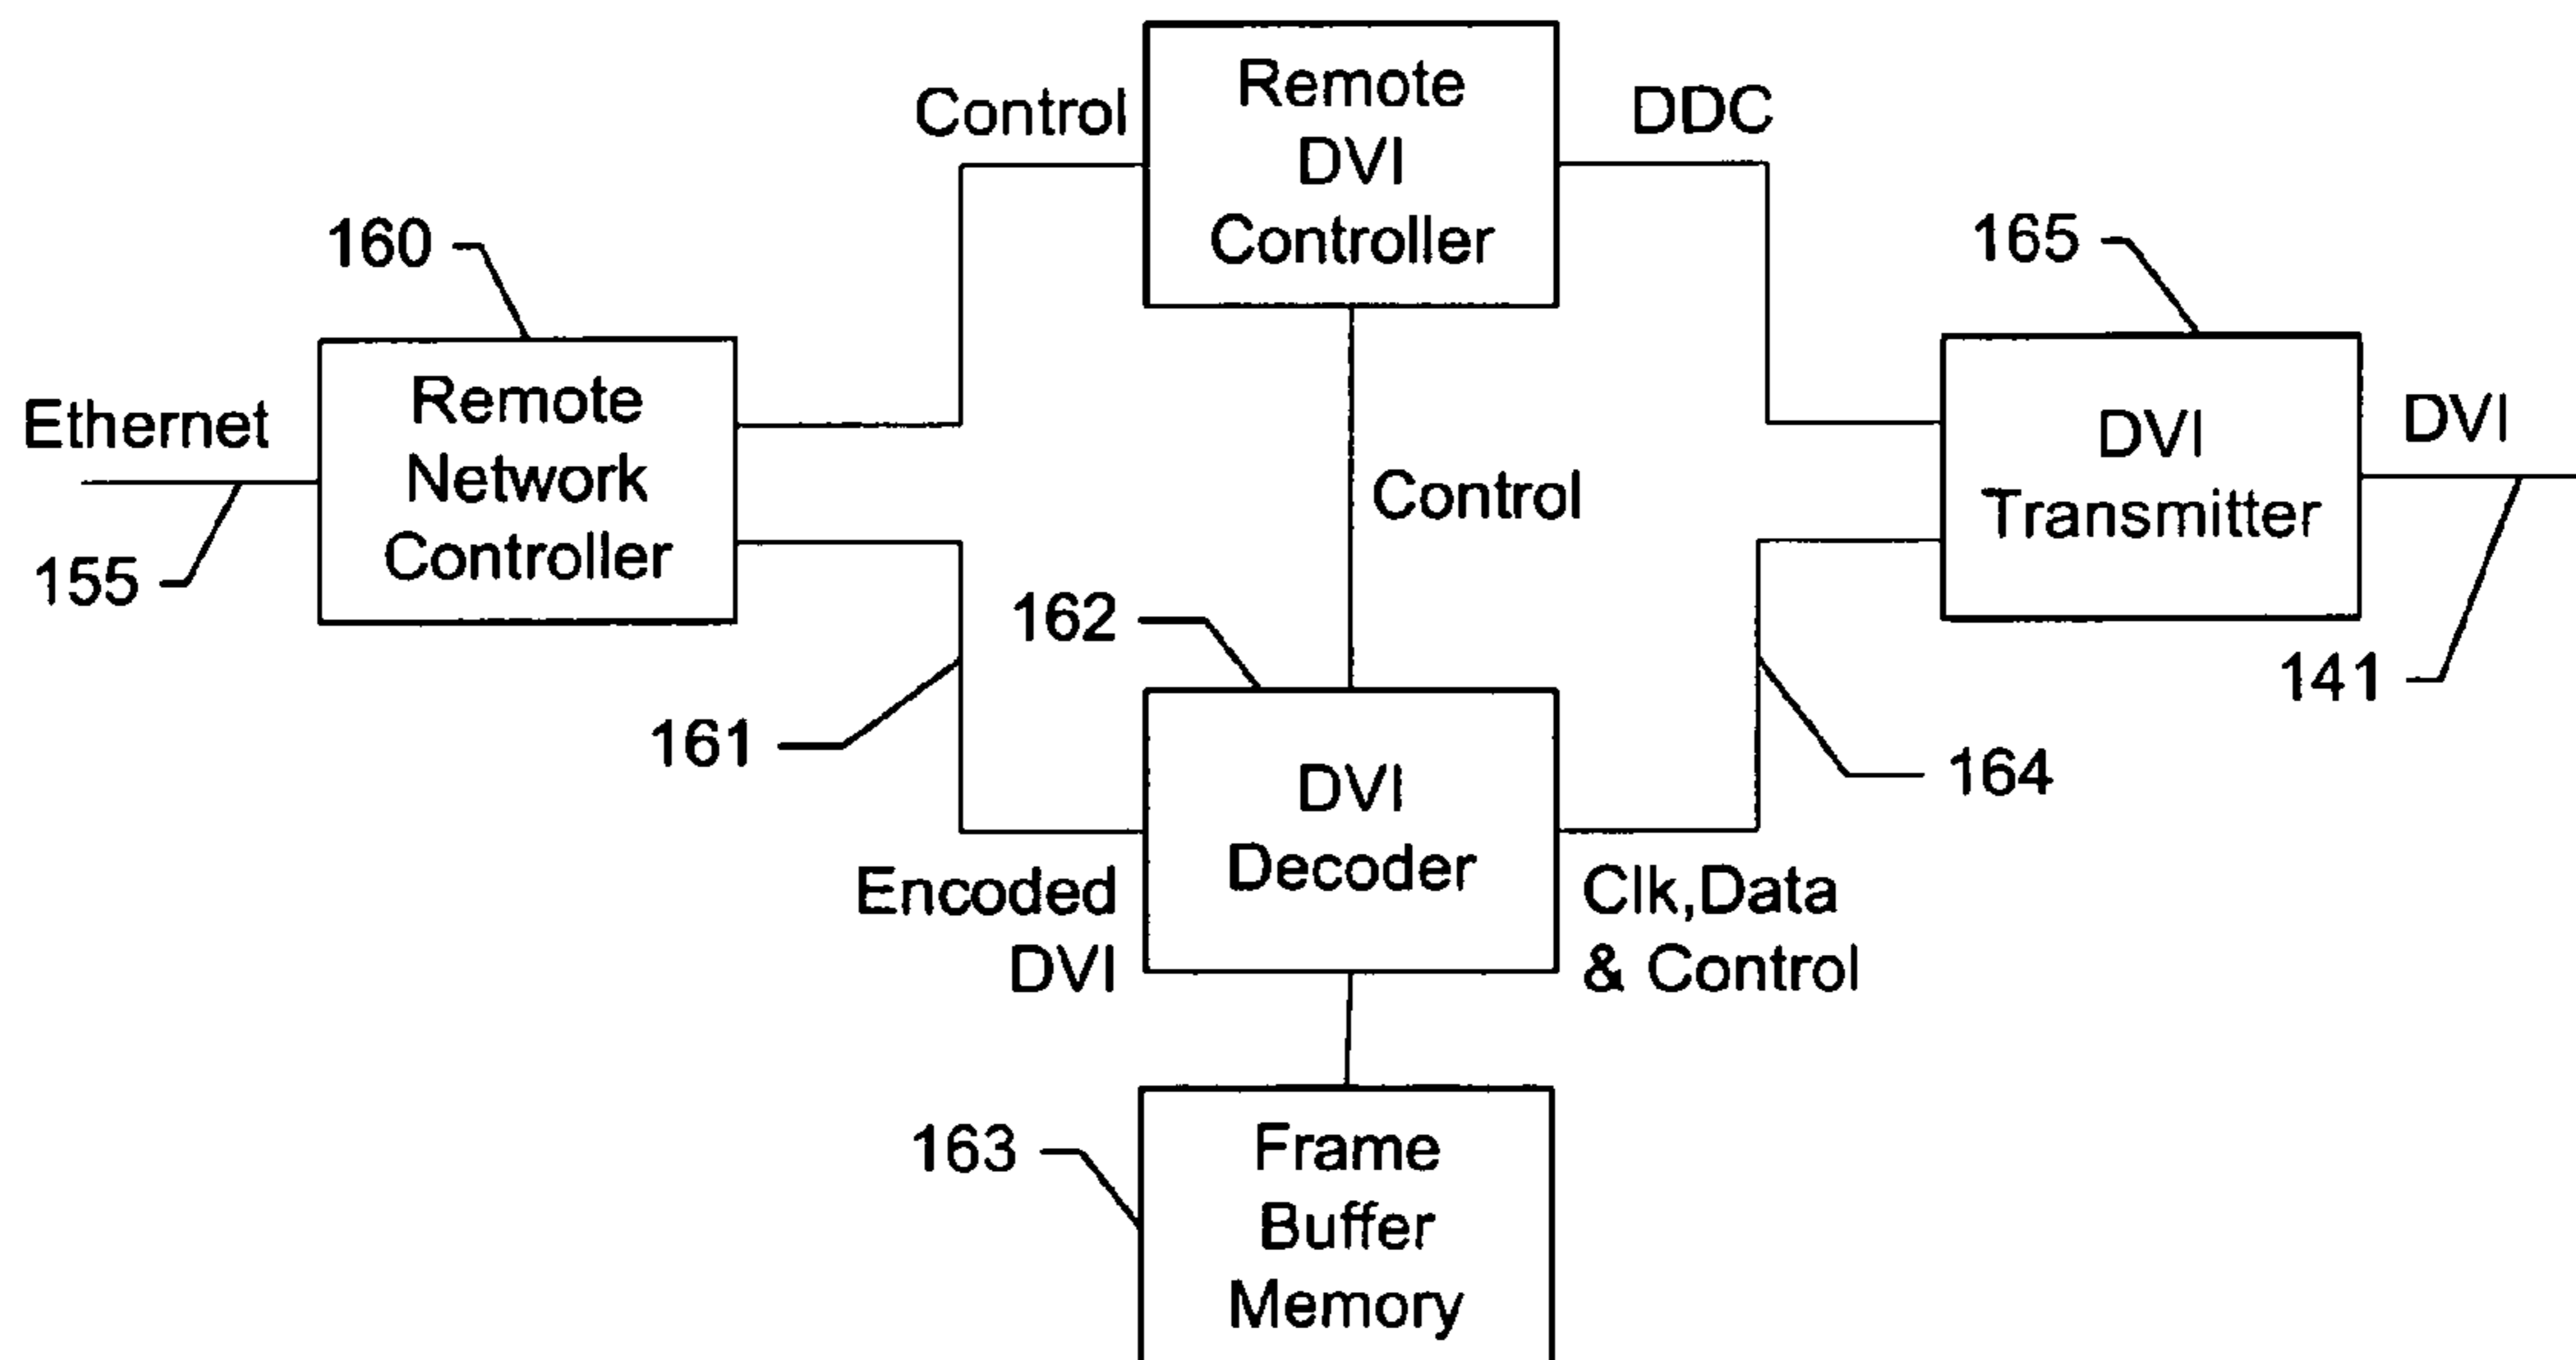 Remote
DVI
Controller
Control
DDC
160
165
Remote
Network
Controller
Ethernet
155
DVI
Transmitter
DVI
141
Control
162
161
164
DVI
Decoder
Encoded
DVI
Clk,Data
& Control
163
Frame
Buffer
Memory